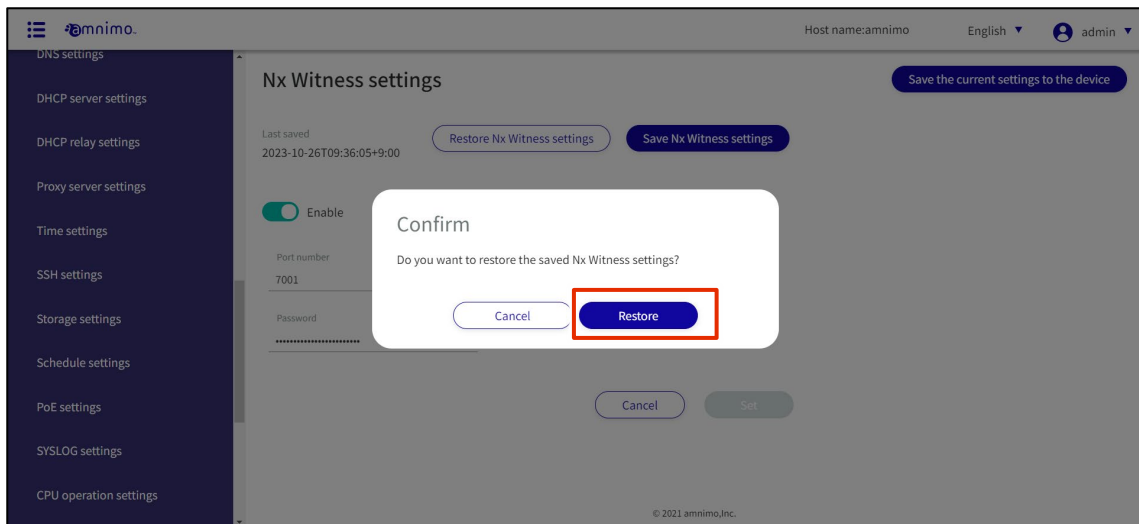 amnimo
Host name:amnimo
English
admin
DNS settings
DHCP server settings
DHCP relay settings
Proxy server settings
Time settings
SSH settings
Storage settings
Schedule settings
PoE settings
SYSLOG settings
CPU operation settings
Nx Witness settings
Save the current settings to the device
Last saved
2023-10-26T09:36:05+9:00
Restore Nx Witness settings
Save Nx Witness settings
Enable
Port number
7001
Password
Confirm
Do you want to restore the saved Nx Witness settings?
Cancel
Restore
Cancel
Set
© 2021 amnimo,Inc.